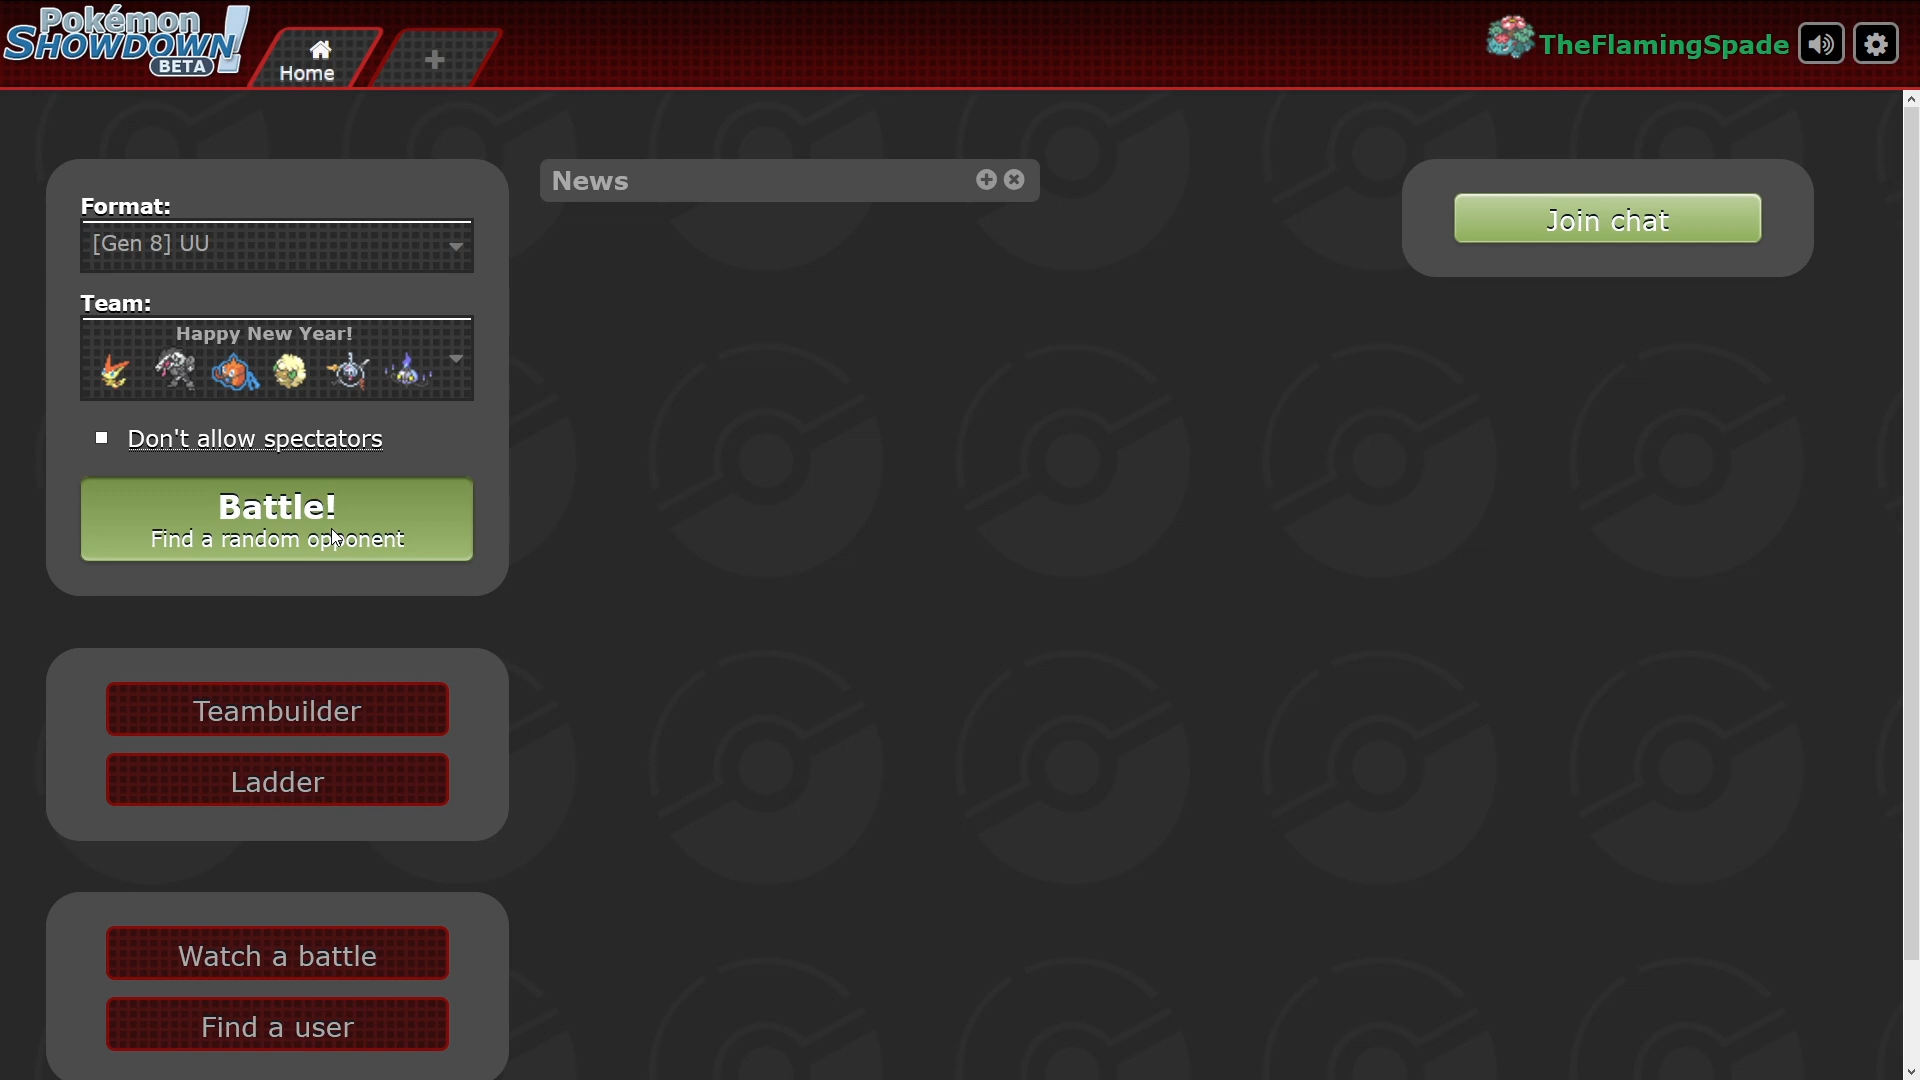 Pokémon
SHOWDOWN!
BETA
Home
TheFlamingSpade
Format:
[Gen 8] UU
Team:
Happy New Year!
Don't allow spectators
Battle!
Find a random opponent
Teambuilder
Ladder
Watch a battle
Find a user
News
Join chat